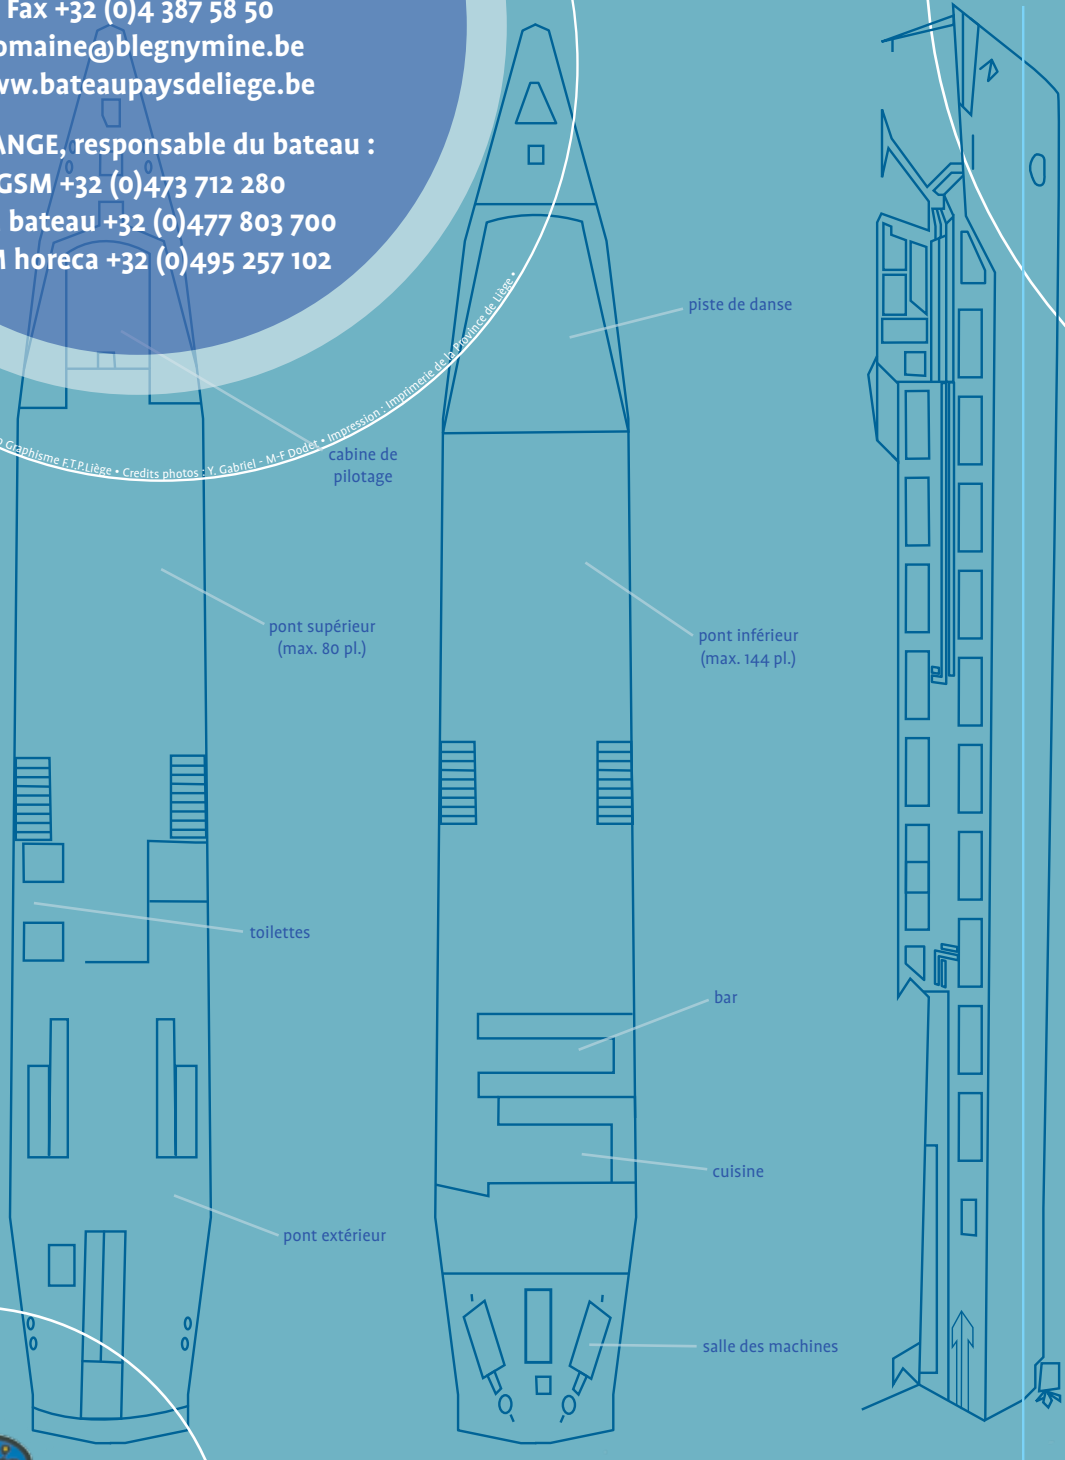 Fax +32 (0)4 387 58 50
omaine@blegnymine.be
ww.bateaupaysdeliege.be
ANGE, responsable du bateau :
GSM +32 (0)473 712 280
bateau +32 (0)477 803 700
M horeca +32 (0)495 257 102
Graphisme F.T.P.Liège • Credits photos : Y. Gabriel - M-F Dodet • Impression : Imprimerie de la Province de Liège •
piste de danse
cabine de
pilotage
pont supérieur
(max. 80 pl.)
pont inférieur
(max. 144 pl.)
toilettes
bar
cuisine
pont extérieur
salle des machines